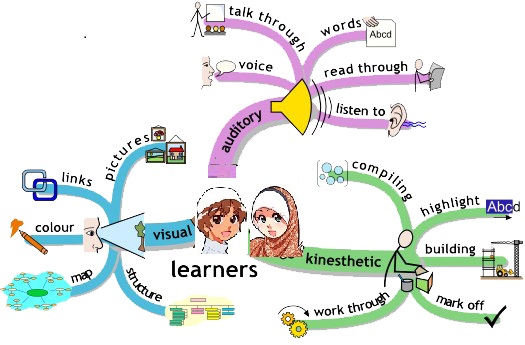 talk through
words
Abcd
voice
read through
listen to
auditory
pictures
links
colour
visual
map
structure
learners
compiling
highlight
Abcd
kinesthetic
building
work through
mark off